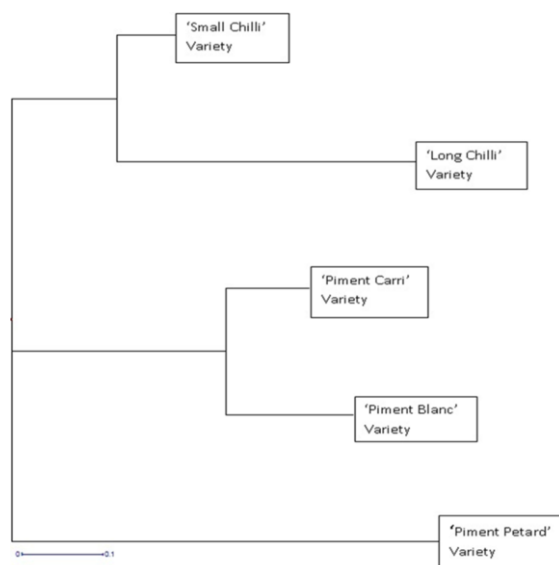 ‘Small Chilli’
Variety
‘Long Chilli’
Variety
‘Piment Carri’
Variety
‘Piment Blanc’
Variety
‘Piment Petard’
Variety
0 0.1